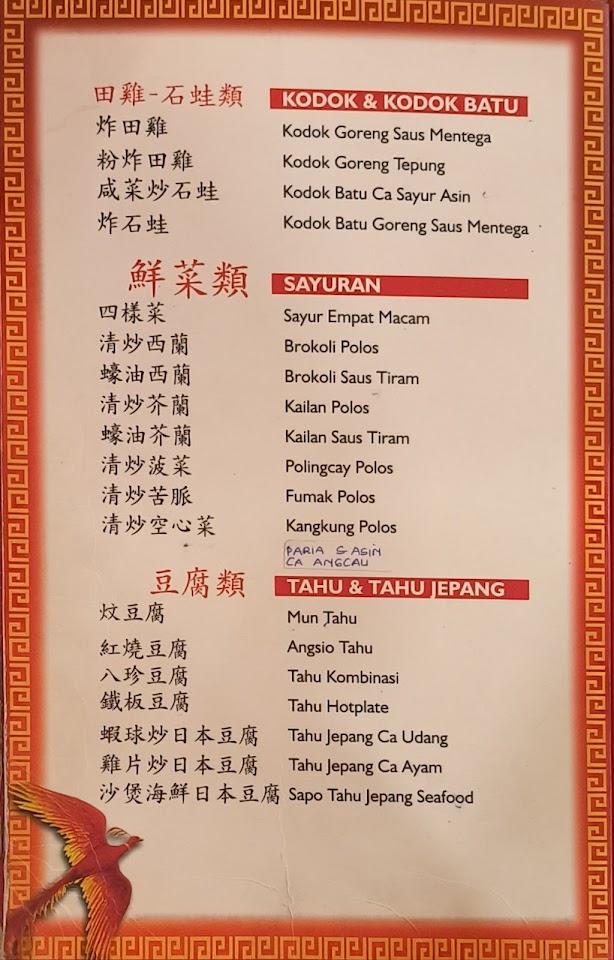 田雞-石蛙類 KODOK & KODOK BATU
炸田雞 Kodok Goreng Saus Mentega
粉炸田雞 Kodok Goreng Tepung
咸菜炒石蛙 Kodok Batu Ca Sayur Asin
炸石蛙 Kodok Batu Goreng Saus Mentega
鮮菜類 SAYURAN
四樣菜 Sayur Empat Macam
清炒西蘭 Brokoli Polos
蠔油西蘭 Brokoli Saus Tiram
清炒芥蘭 Kailan Polos
蠔油芥蘭 Kailan Saus Tiram
清炒菠菜 Polingcay Polos
清炒苦脈 Fumak Polos
清炒空心菜 Kangkung Polos
PARIA S ASIN
CA ANGCAU
豆腐類 TAHU & TAHU JEPANG
炆豆腐 Mun Tahu
紅燒豆腐 Angsio Tahu
八珍豆腐 Tahu Kombinasi
鐵板豆腐 Tahu Hotplate
蝦球炒日本豆腐 Tahu Jepang Ca Udang
雞片炒日本豆腐 Tahu Jepang Ca Ayam
沙煲海鮮日本豆腐 Sapo Tahu Jepang Seafood